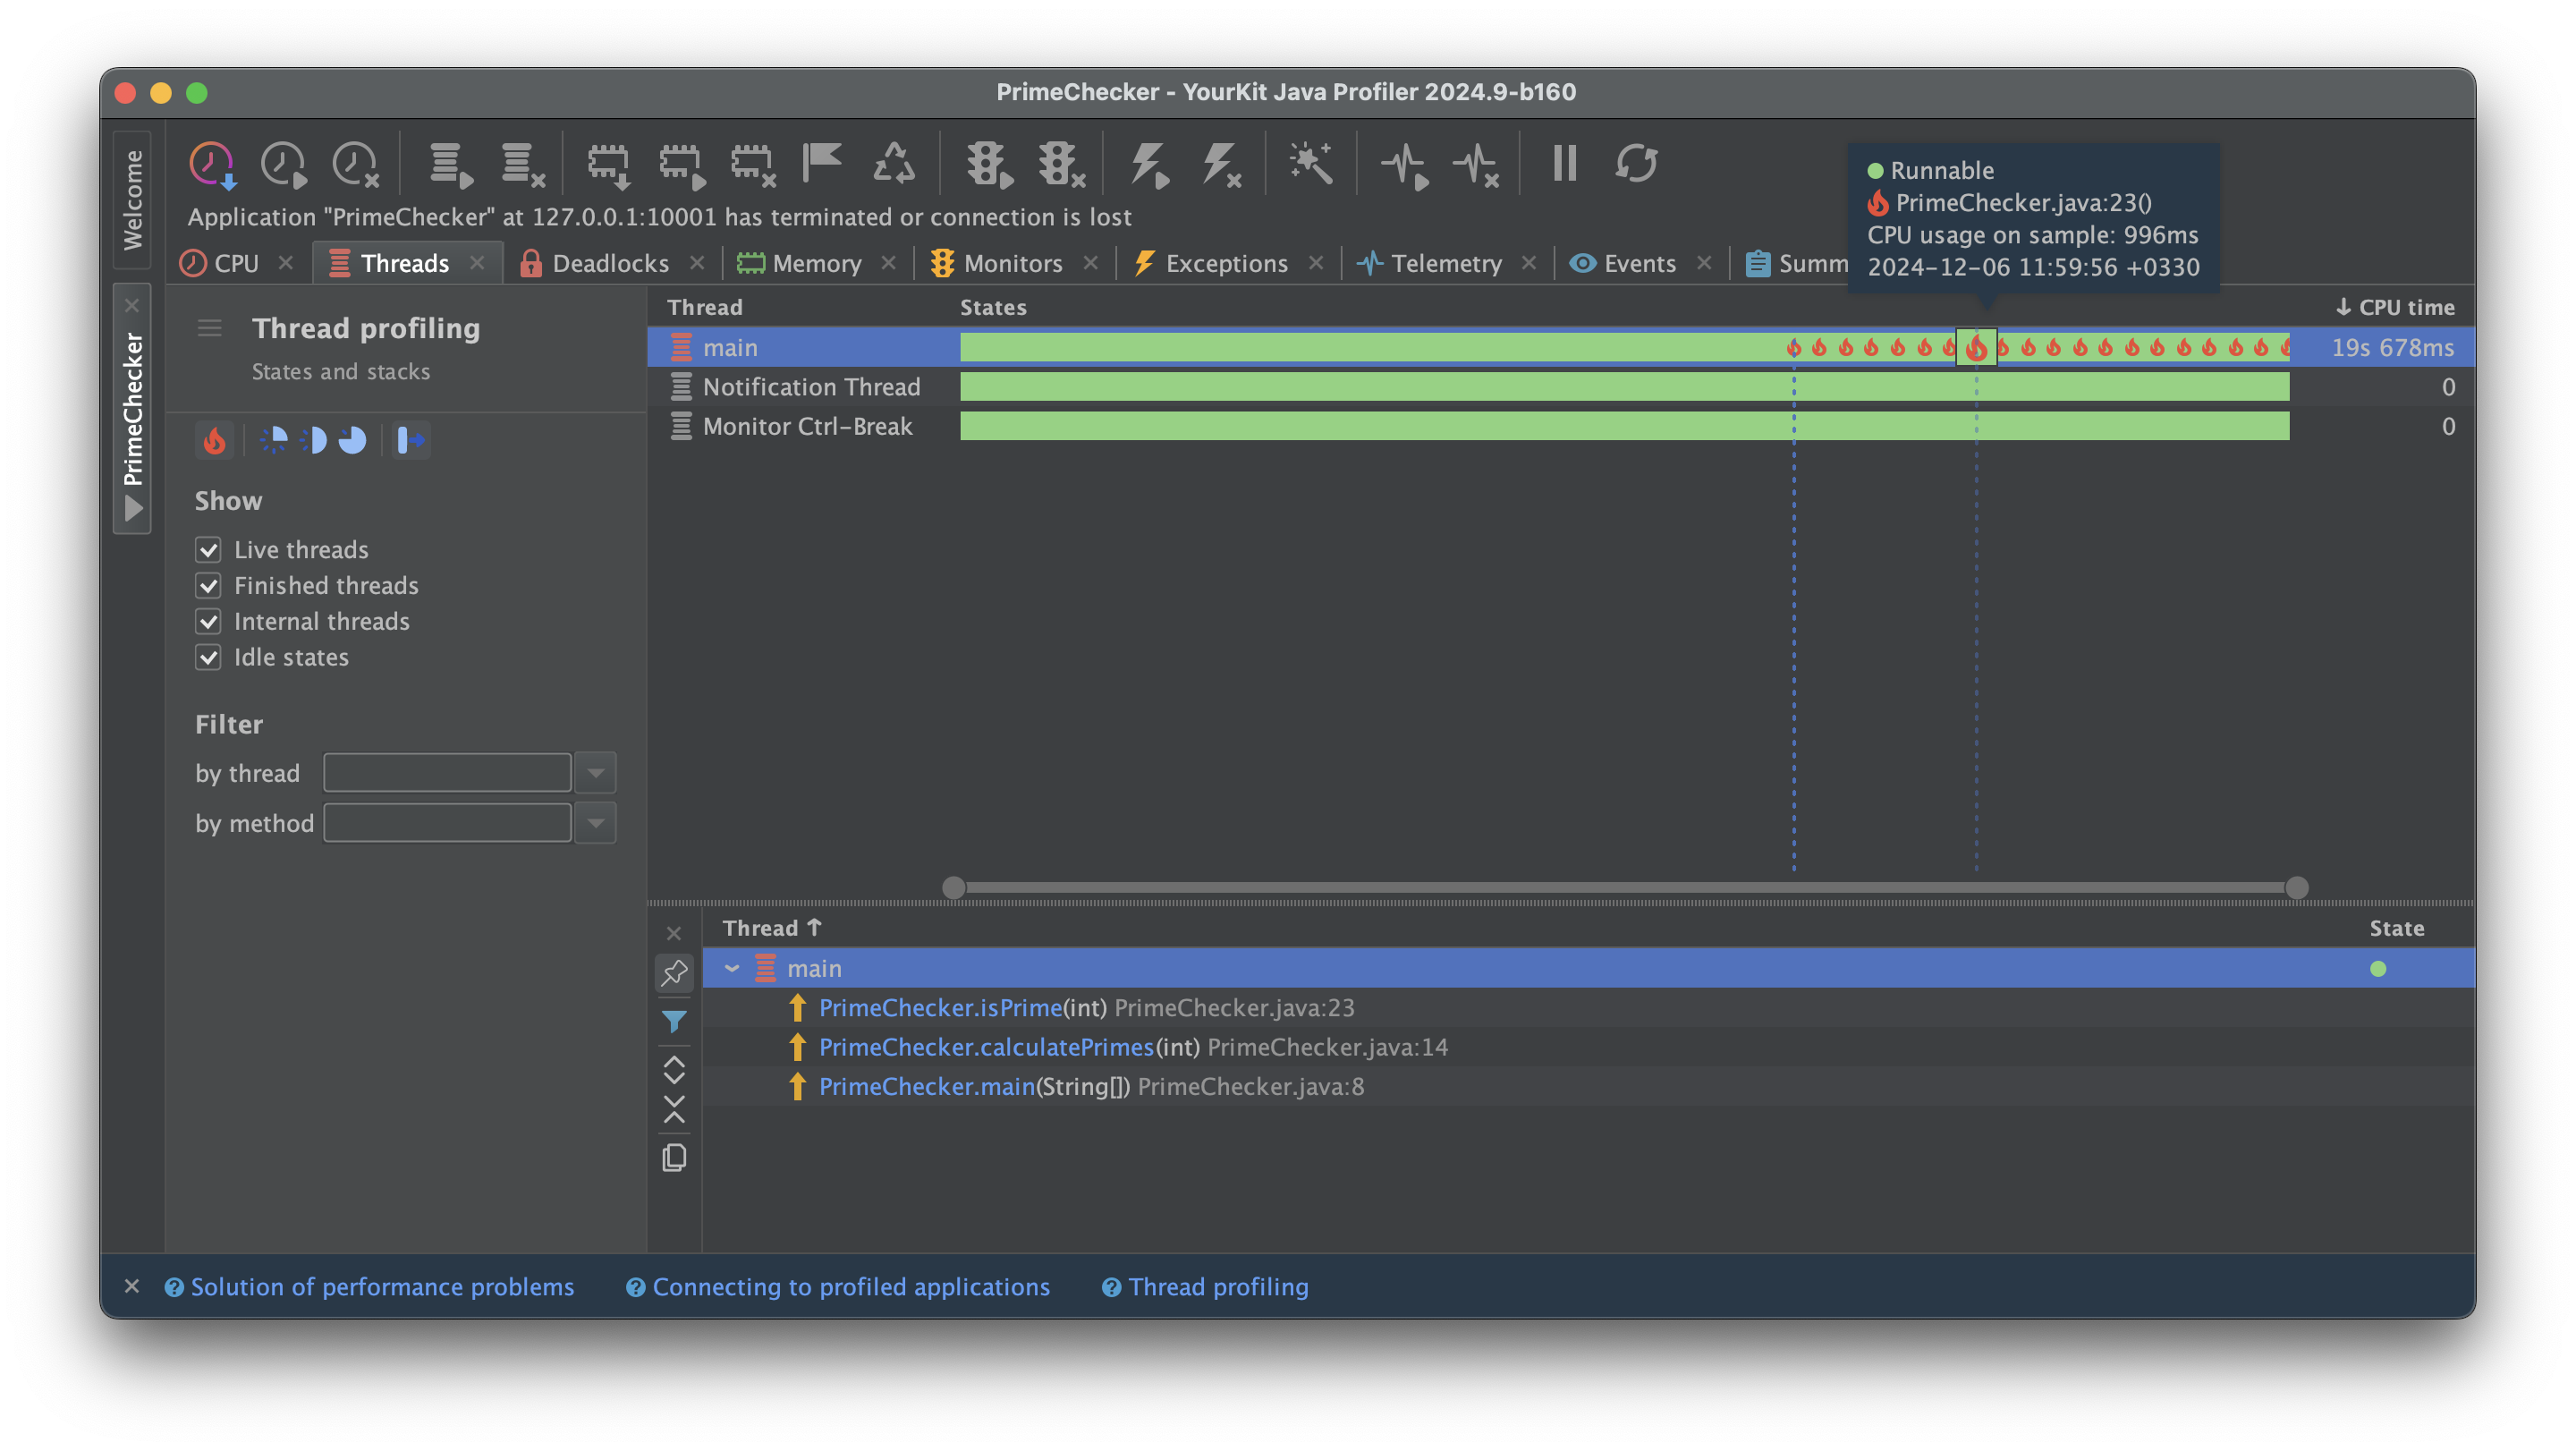 PrimeChecker - YourKit Java Profiler 2024.9-b160
Welcome
PrimeChecker
Application "PrimeChecker" at 127.0.0.1:10001 has terminated or connection is lost
Runnable
PrimeChecker.java:23()
CPU usage on sample: 996ms
2024-12-06 11:59:56 +0330
CPU
Threads
Deadlocks
Memory
Monitors
Exceptions
Telemetry
Events
Summ
Thread profiling
States and stacks
Show
Live threads
Finished threads
Internal threads
Idle states
Filter
by thread
by method
Thread States CPU time
main 19s 678ms
Notification Thread 0
Monitor Ctrl-Break 0
Thread State
main
PrimeChecker.isPrime(int) PrimeChecker.java:23
PrimeChecker.calculatePrimes(int) PrimeChecker.java:14
PrimeChecker.main(String[]) PrimeChecker.java:8
Solution of performance problems
Connecting to profiled applications
Thread profiling